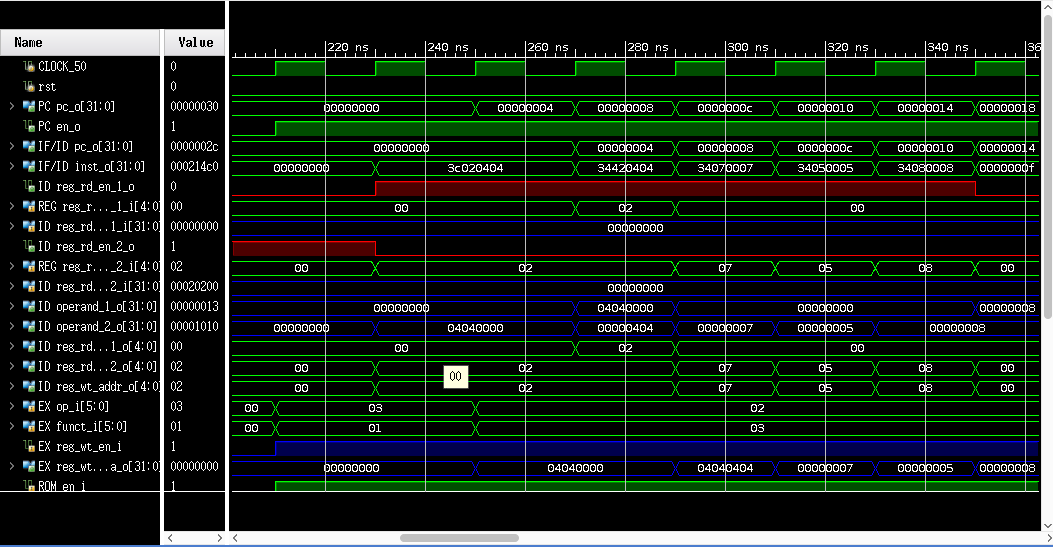 Name Value 220 ns 240 ns 260 ns 280 ns 300 ns 320 ns 340 ns 36
CLOCK_50 0
rst 0
PC pc_o[31:0] 00000030 00000000 00000004 00000008 0000000c 00000010 00000014 00000018
PC en_o 1
IF/ID pc_o[31:0] 0000002c 00000000 00000004 00000008 0000000c 00000010 00000014
IF/ID inst_o[31:0] 000214c0 00000000 3c020404 34420404 34070007 34050005 34080008 0000000f
ID reg_rd_en_1_o 0
REG reg_r..._1_i[4:0] 00 00 02 00
ID reg_rd...1_i[31:0] 00000000 00000000
ID reg_rd_en_2_o 1
REG reg_r..._2_i[4:0] 02 00 02 07 05 08 00
ID reg_rd...2_i[31:0] 00020200 00000000
ID operand_1_o[31:0] 00000013 00000000 04040000 00000000 00000008
ID operand_2_o[31:0] 00001010 00000000 04040000 00000404 00000007 00000005 00000008
ID reg_rd...1_o[4:0] 00 00 02 00
ID reg_rd...2_o[4:0] 02 00 02 07 05 08 00
00
ID reg_wt_addr_o[4:0] 02 00 02 07 05 08 00
EX op_i[5:0] 03 00 03 02
EX funct_i[5:0] 01 00 01 03
EX reg_wt_en_i 1
EX reg_wt...a_o[31:0] 00000000 00000000 04040000 04040404 00000007 00000005 00000008
ROM en_i 1